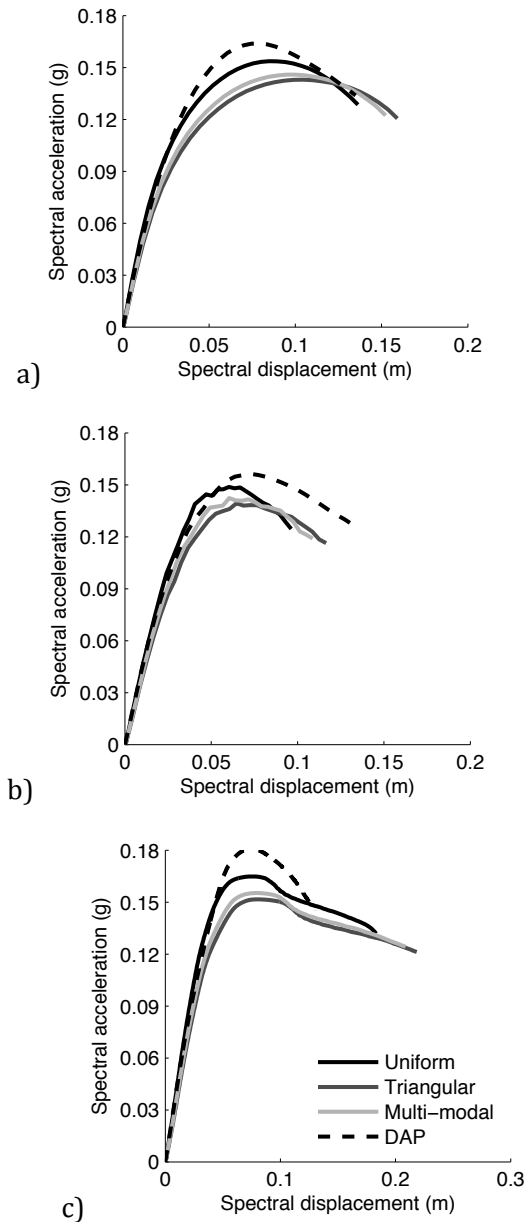 Spectral acceleration (g)
0.18
0.15
0.12
0.09
0.06
0.03
0
0 0.05 0.1 0.15 0.2
Spectral displacement (m)
a)
Spectral acceleration (g)
0.18
0.15
0.12
0.09
0.06
0.03
0
0 0.05 0.1 0.15 0.2
Spectral displacement (m)
b)
Spectral acceleration (g)
0.18
0.15
0.12
0.09
0.06
0.03
0
Uniform
Triangular
Multi-modal
DAP
0 0.1 0.2 0.3
Spectral displacement (m)
c)